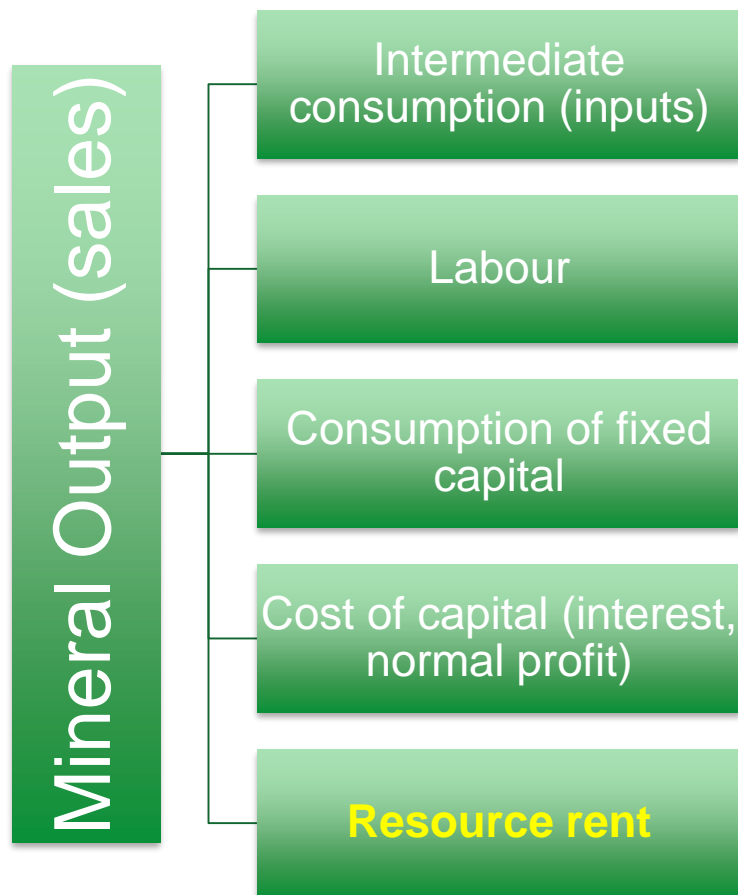 Mineral Output (sales)
Intermediate
consumption (inputs)
Labour
Consumption of fixed
capital
Cost of capital (interest,
normal profit)
Resource rent